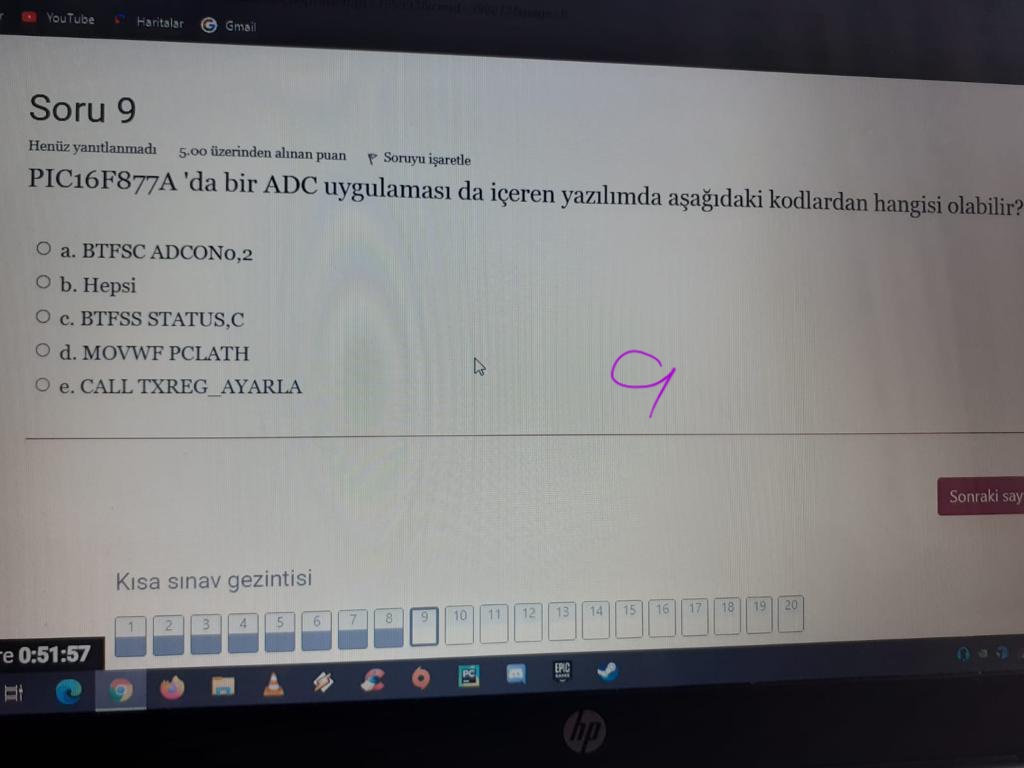 YouTube Haritalar Gmail
Soru 9
Henüz yanıtlanmadı 5.00 üzerinden alınan puan Soruyu işaretle
PIC16F877A 'da bir ADC uygulaması da içeren yazılımda aşağıdaki kodlardan hangisi olabilir?
a. BTFSC ADCON0,2
b. Hepsi
c. BTFSS STATUS,C
d. MOVWF PCLATH
e. CALL TXREG_AYARLA
9
Sonraki say
Kısa sınav gezintisi
1 2 3 4 5 6 7 8 9 10 11 12 13 14 15 16 17 18 19 20
re 0:51:57
PC EPIC GAMES
hp